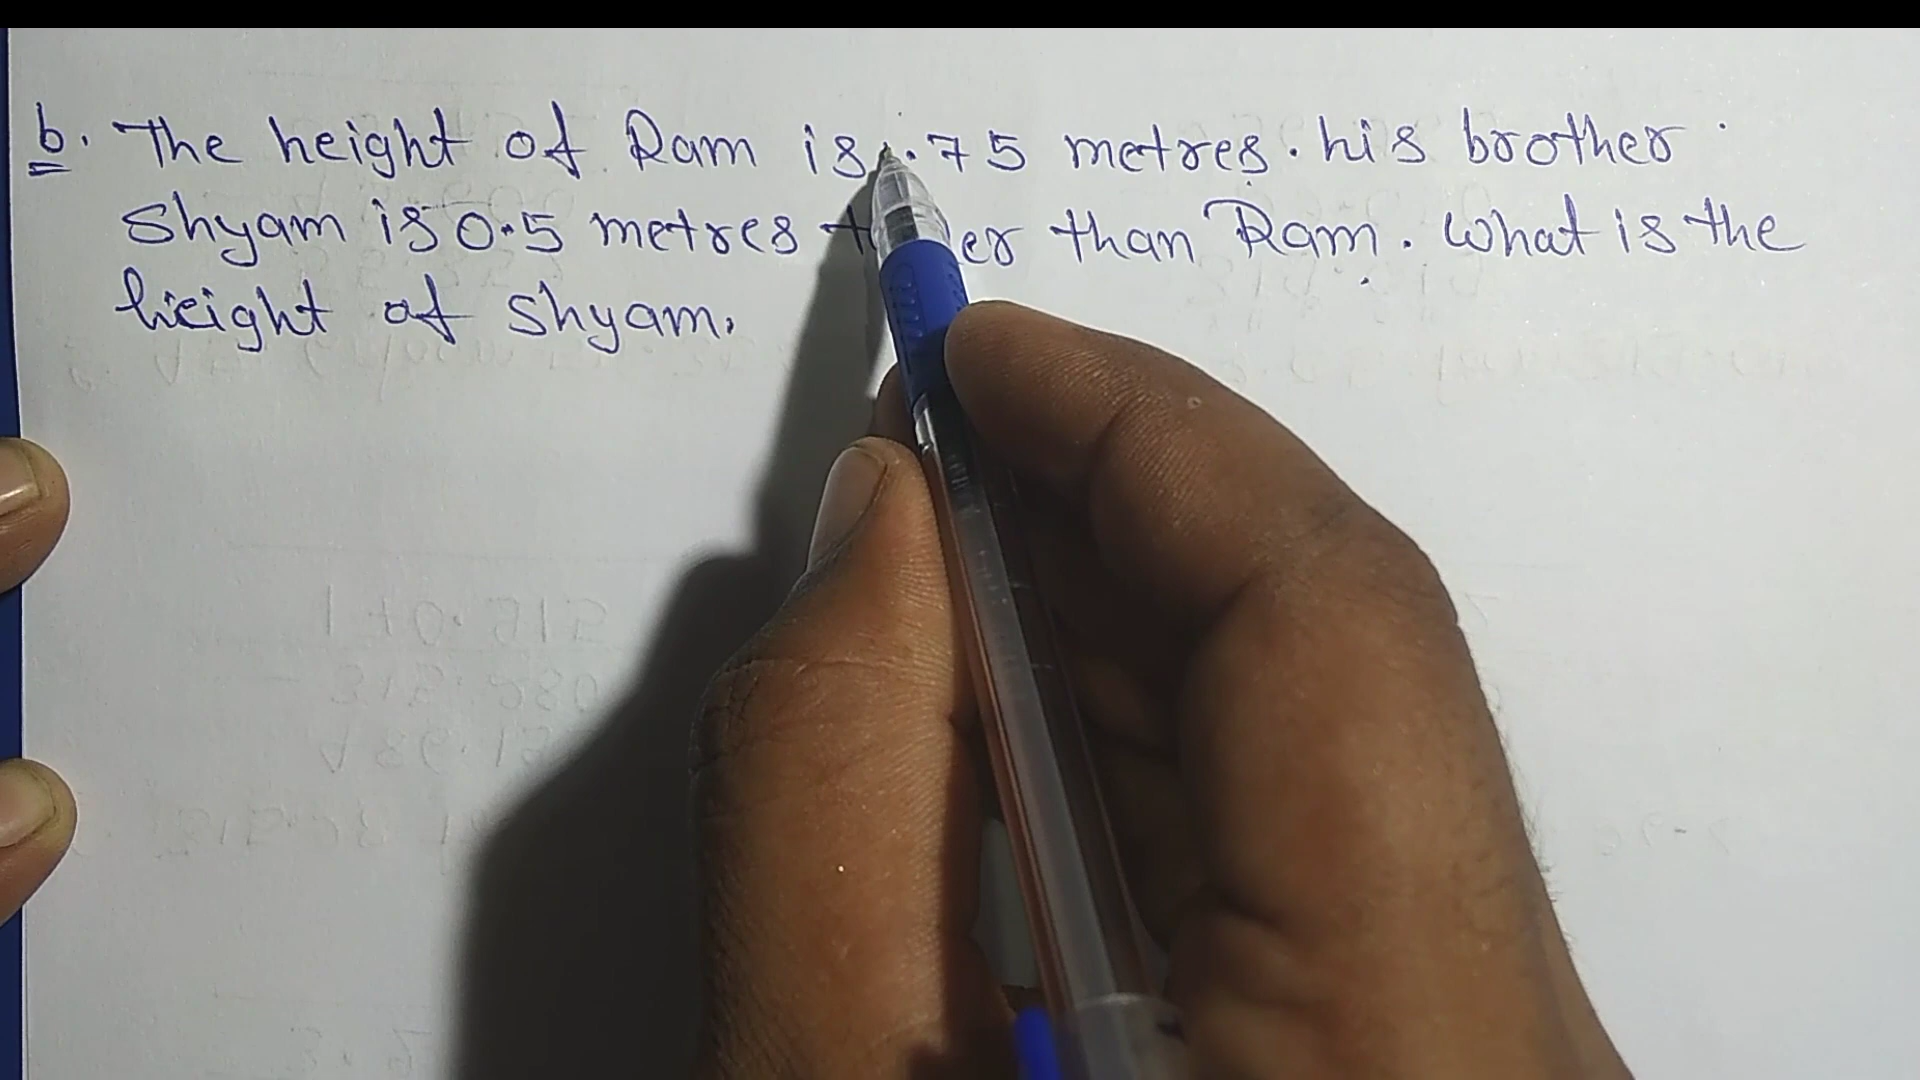 b. The height of Ram is .75 metres. his brother
Shyam is 0.5 metres than Ram. What is the
height of Shyam.